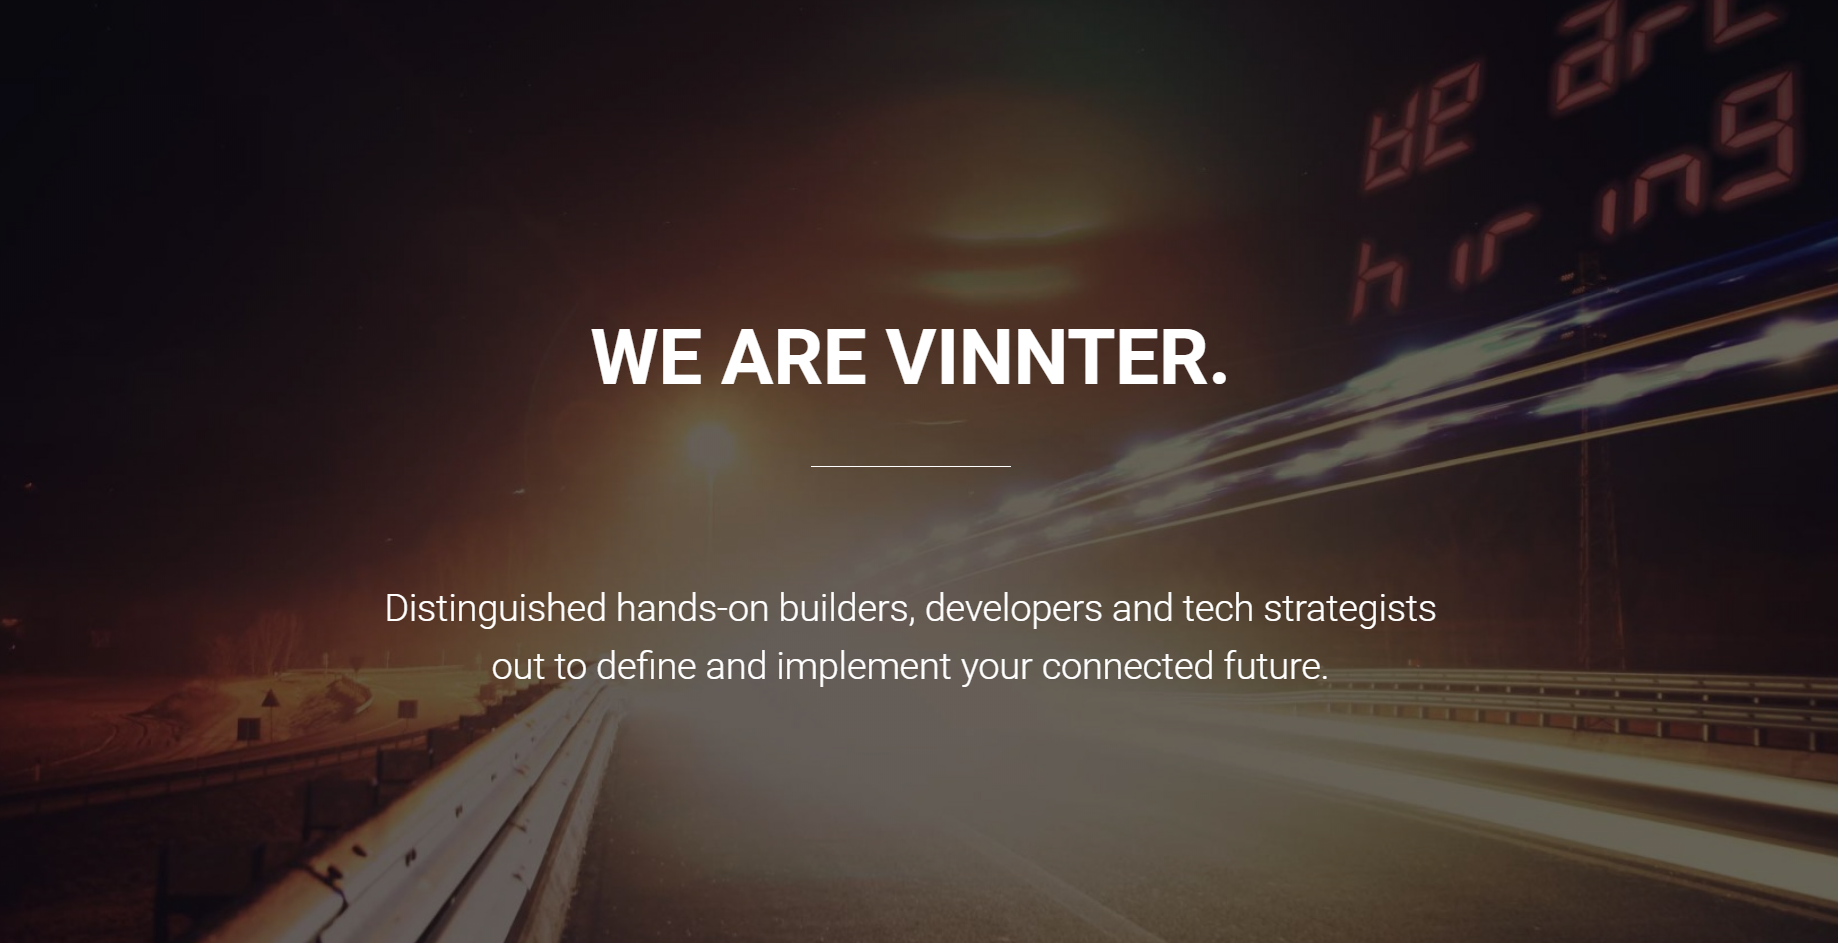 We are
hiring
WE ARE VINNTER.
Distinguished hands-on builders, developers and tech strategists
out to define and implement your connected future.